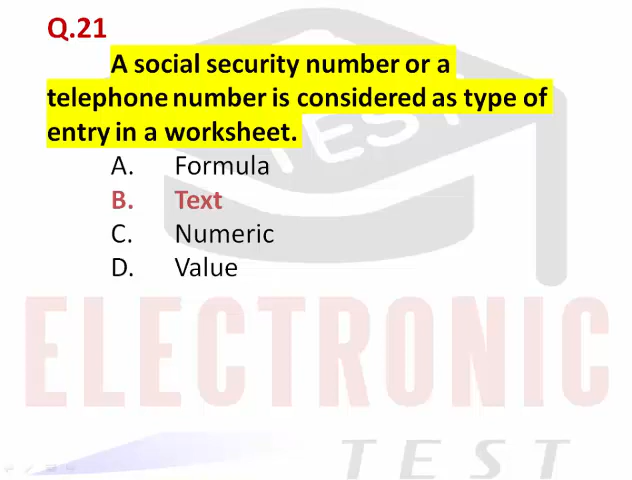 Q.21
A social security number or a
telephone number is considered as type of
entry in a worksheet.
A. Formula
B. Text
C. Numeric
D. Value
TEST
ELECTRONIC
TEST